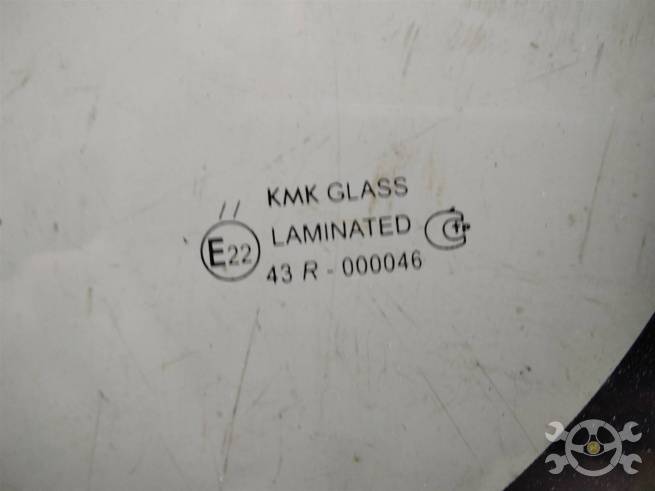 KMK GLASS
LAMINATED
E22
43 R - 000046